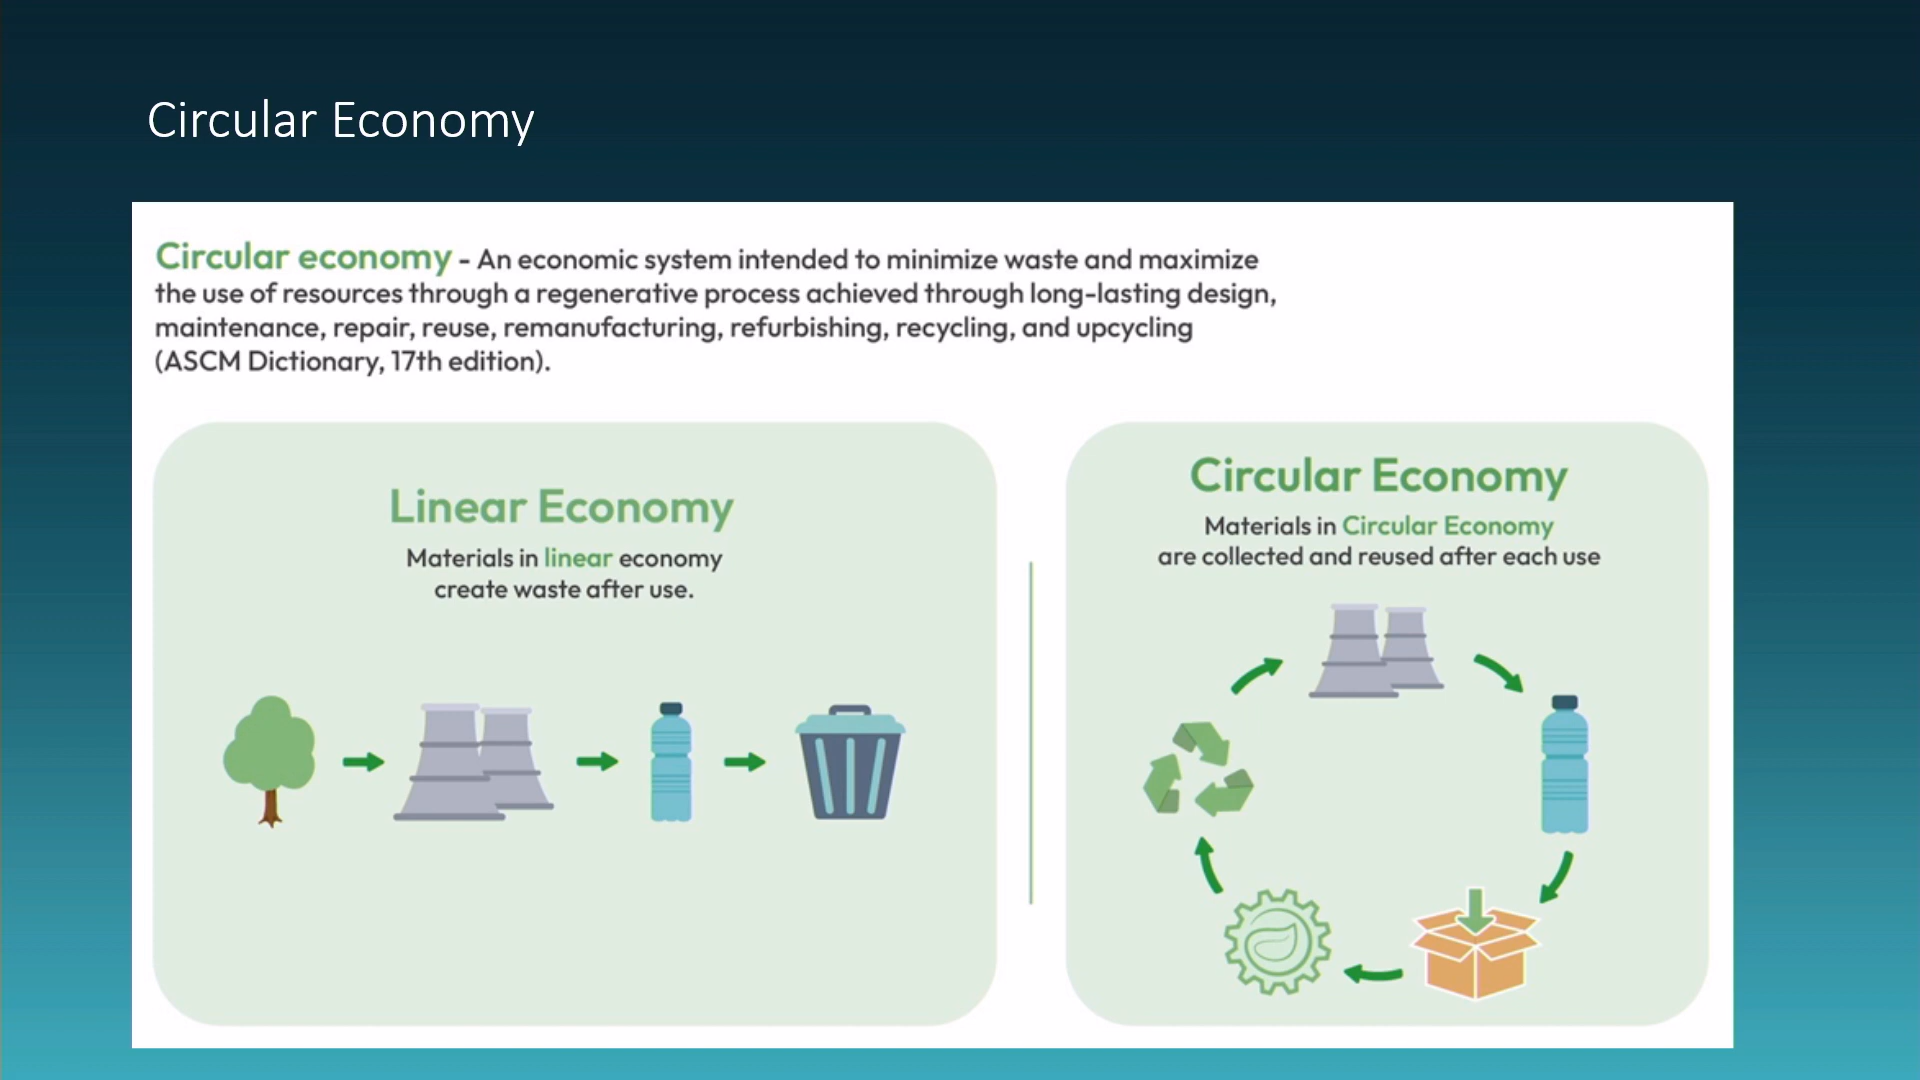 Circular Economy
Circular economy - An economic system intended to minimize waste and maximize
the use of resources through a regenerative process achieved through long-lasting design,
maintenance, repair, reuse, remanufacturing, refurbishing, recycling, and upcycling
(ASCM Dictionary, 17th edition).
Linear Economy
Materials in linear economy
create waste after use.
Circular Economy
Materials in Circular Economy
are collected and reused after each use